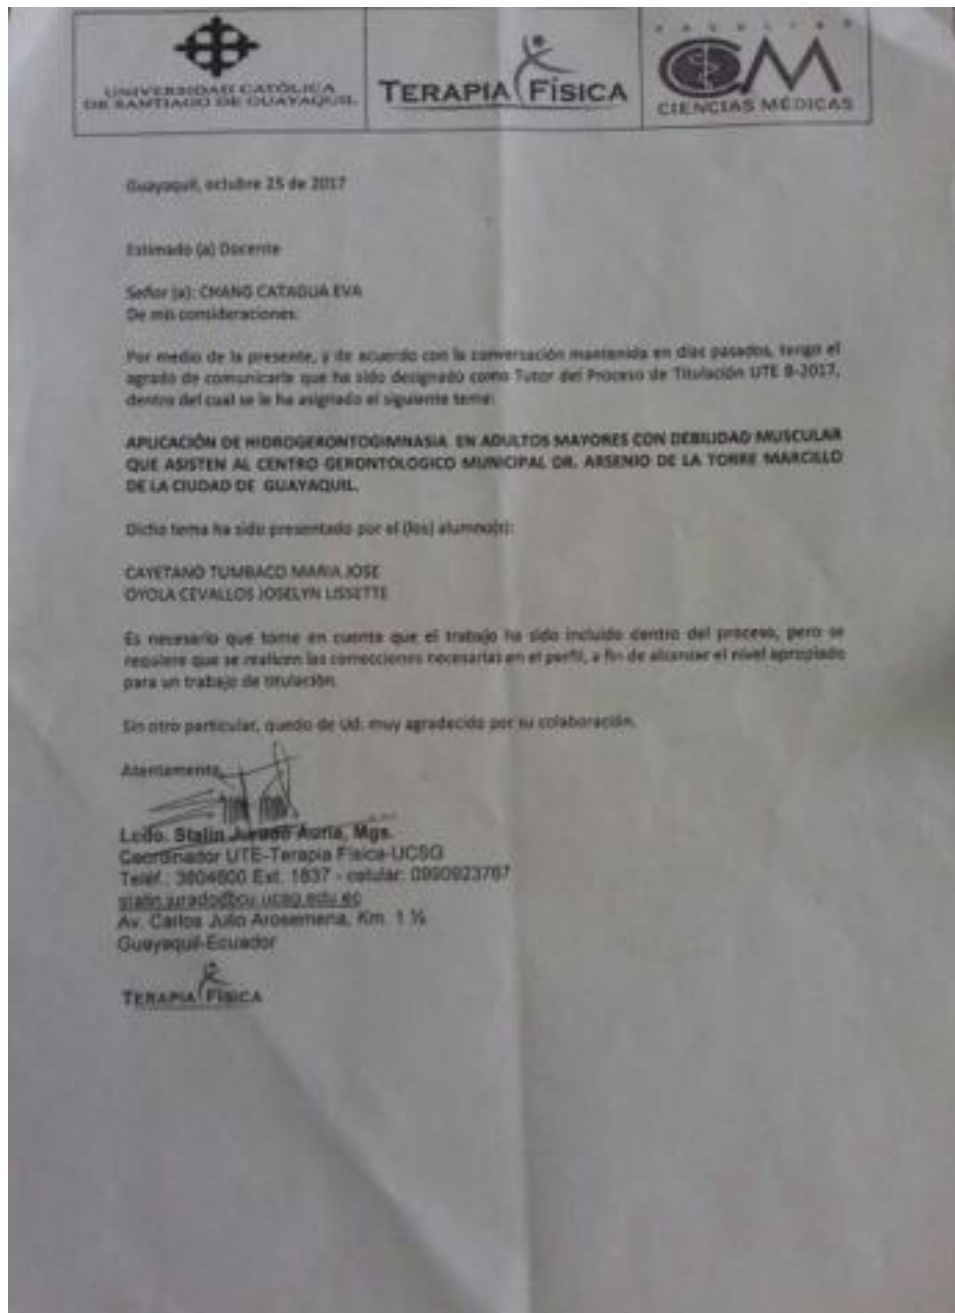 UNIVERSIDAD CATÓLICA
DE SANTIAGO DE GUAYAQUIL
TERAPIA FÍSICA
FACULTAD
CM
CIENCIAS MÉDICAS
Guayaquil, octubre 25 de 2017
Estimado (a) Docente
Señor (a): CHANG CATAGUA EVA
De mis consideraciones:
Por medio de la presente, y de acuerdo con la conversación mantenida en días pasados, tengo el
agrado de comunicarle que ha sido designado como Tutor del Proceso de Titulación UTE B-2017,
dentro del cual se le ha asignado el siguiente tema:
APLICACIÓN DE HIDROGERONTOGIMNASIA EN ADULTOS MAYORES CON DEBILIDAD MUSCULAR
QUE ASISTEN AL CENTRO GERONTOLOGICO MUNICIPAL DR. ARSENIO DE LA TORRE MARCILLO
DE LA CIUDAD DE GUAYAQUIL.
Dicho tema ha sido presentado por el (los) alumno(s):
CAYETANO TUMBACO MARIA JOSE
OYOLA CEVALLOS JOSELYN LISSETTE
Es necesario que tome en cuenta que el trabajo ha sido incluido dentro del proceso, pero se
requiere que se realicen las correcciones necesarias en el perfil, a fin de alcanzar el nivel apropiado
para un trabajo de titulación.
Sin otro particular, quedo de Ud. muy agradecido por su colaboración.
Atentamente,
Lcdo. Stalin Jurado Auria, Mgs.
Coordinador UTE-Terapia Física-UCSG
Teléf.: 3804600 Ext. 1837 - celular: 0990923767
stalin.jurado@cu.ucsg.edu.ec
Av. Carlos Julio Arosemena, Km. 1 ½
Guayaquil-Ecuador
TERAPIA FÍSICA